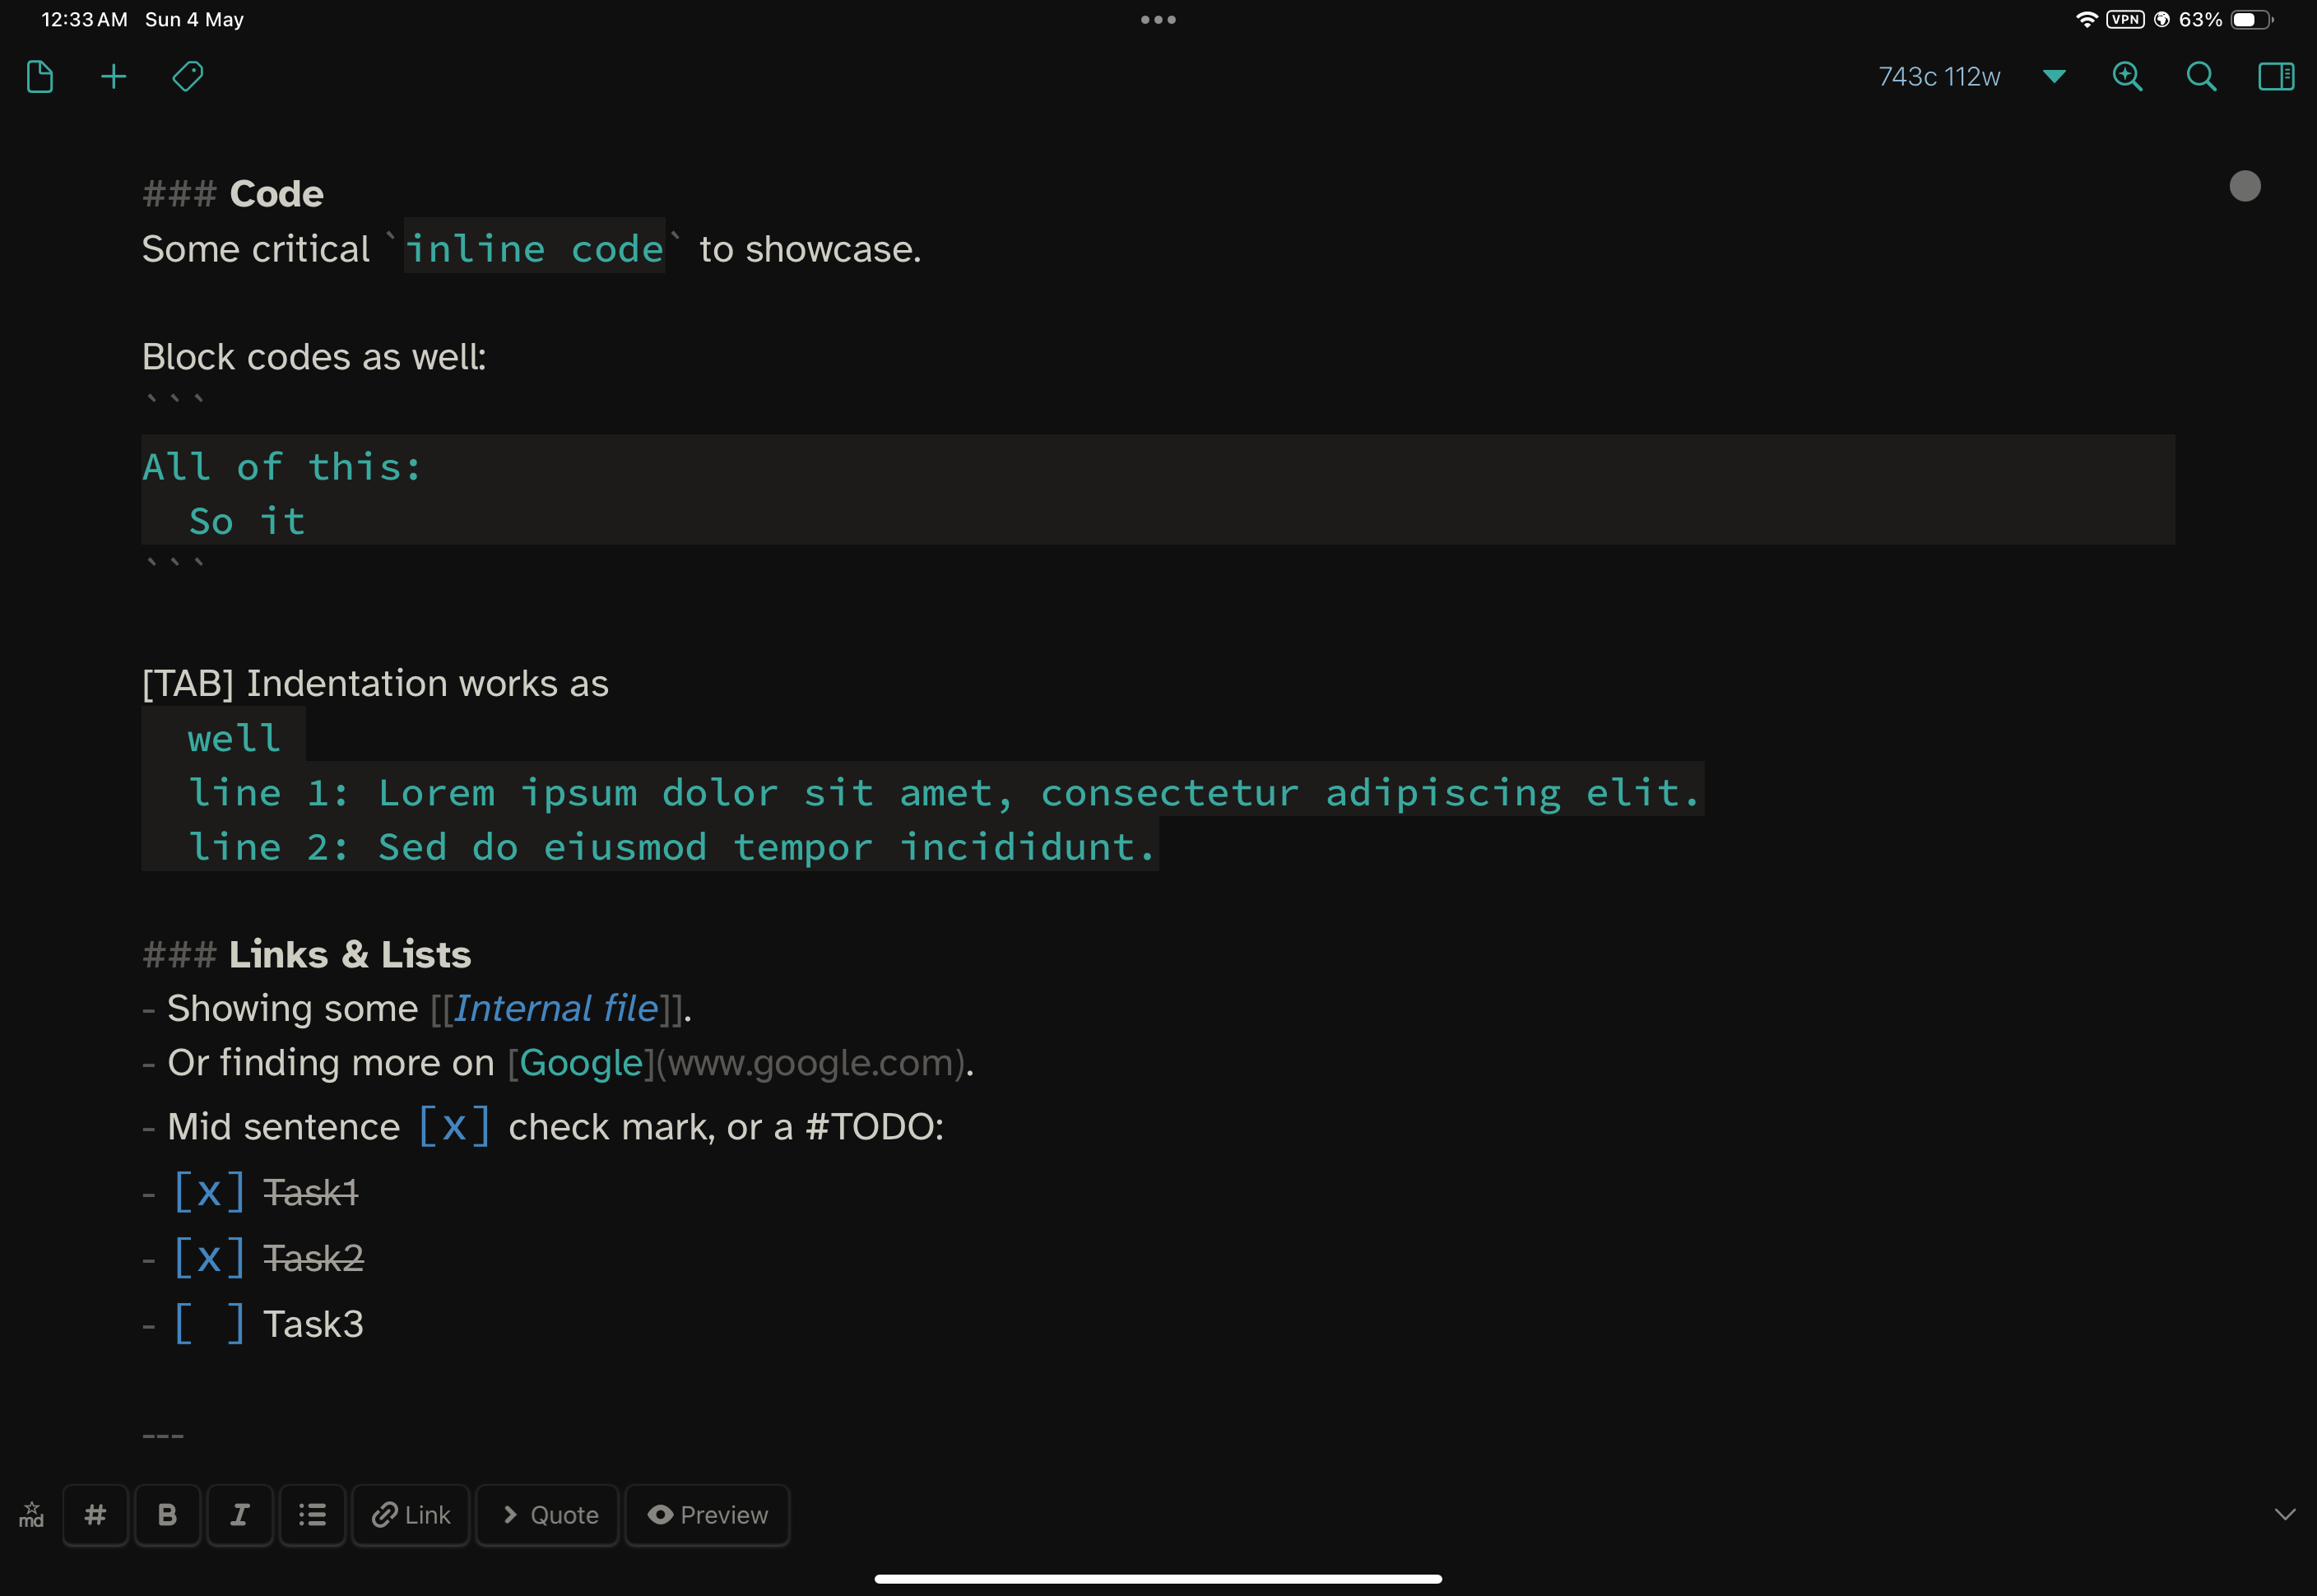 12:33 AM Sun 4 May
VPN 63%
743c 112w
### Code
Some critical `inline code` to showcase.
Block codes as well:
```
All of this:
  So it
```
[TAB] Indentation works as
  well
  line 1: Lorem ipsum dolor sit amet, consectetur adipiscing elit.
  line 2: Sed do eiusmod tempor incididunt.
### Links & Lists
- Showing some [[Internal file]].
- Or finding more on [Google](www.google.com).
- Mid sentence [x] check mark, or a #TODO:
- [x] Task1
- [x] Task2
- [ ] Task3
---
md # B I Link Quote Preview